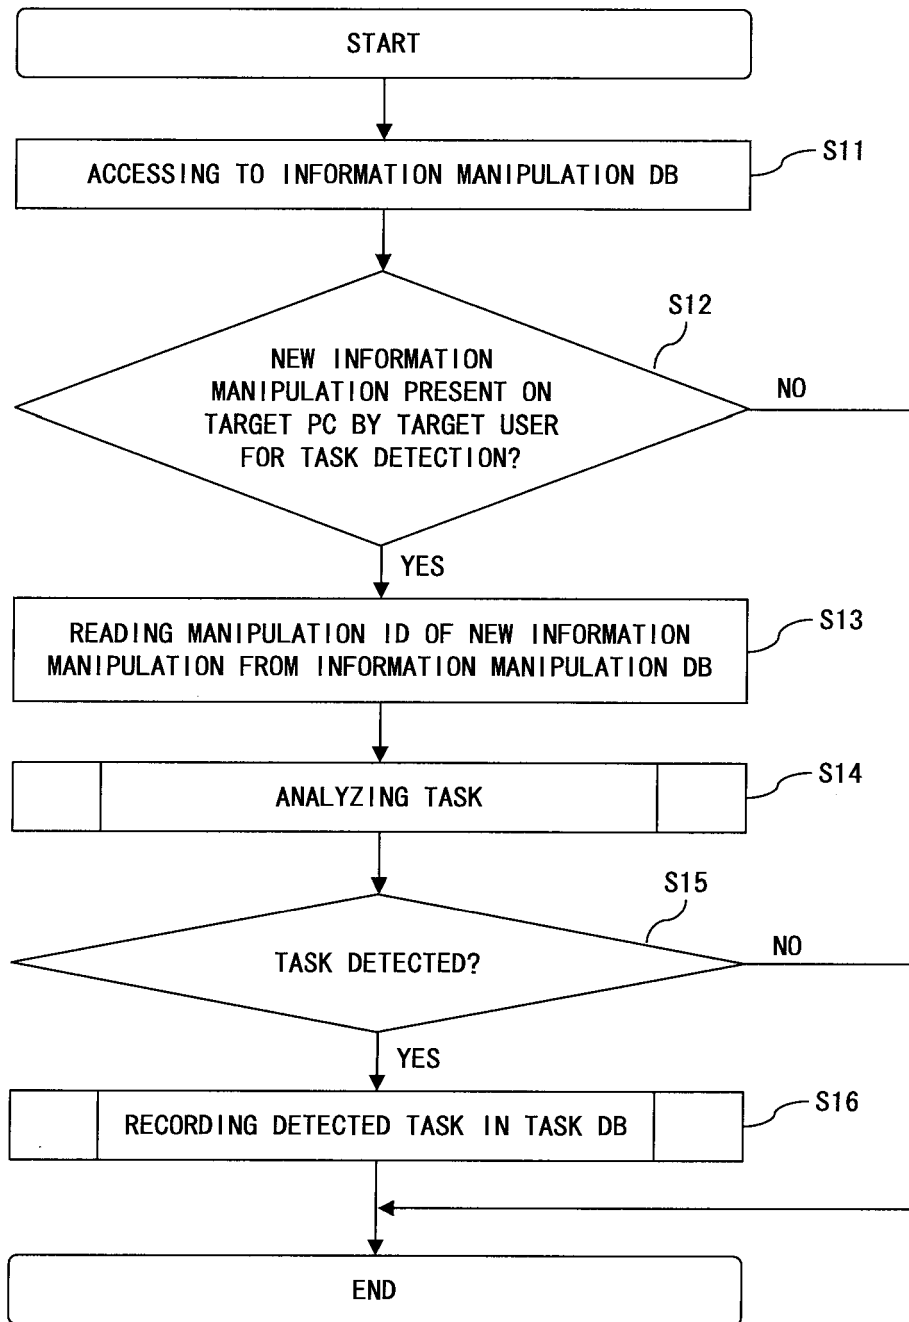 START
ACCESSING TO INFORMATION MANIPULATION DB
S11
S12
NEW INFORMATION
MANIPULATION PRESENT ON
TARGET PC BY TARGET USER
FOR TASK DETECTION?
NO
YES
READING MANIPULATION ID OF NEW INFORMATION
MANIPULATION FROM INFORMATION MANIPULATION DB
S13
ANALYZING TASK
S14
S15
TASK DETECTED?
NO
YES
RECORDING DETECTED TASK IN TASK DB
S16
END